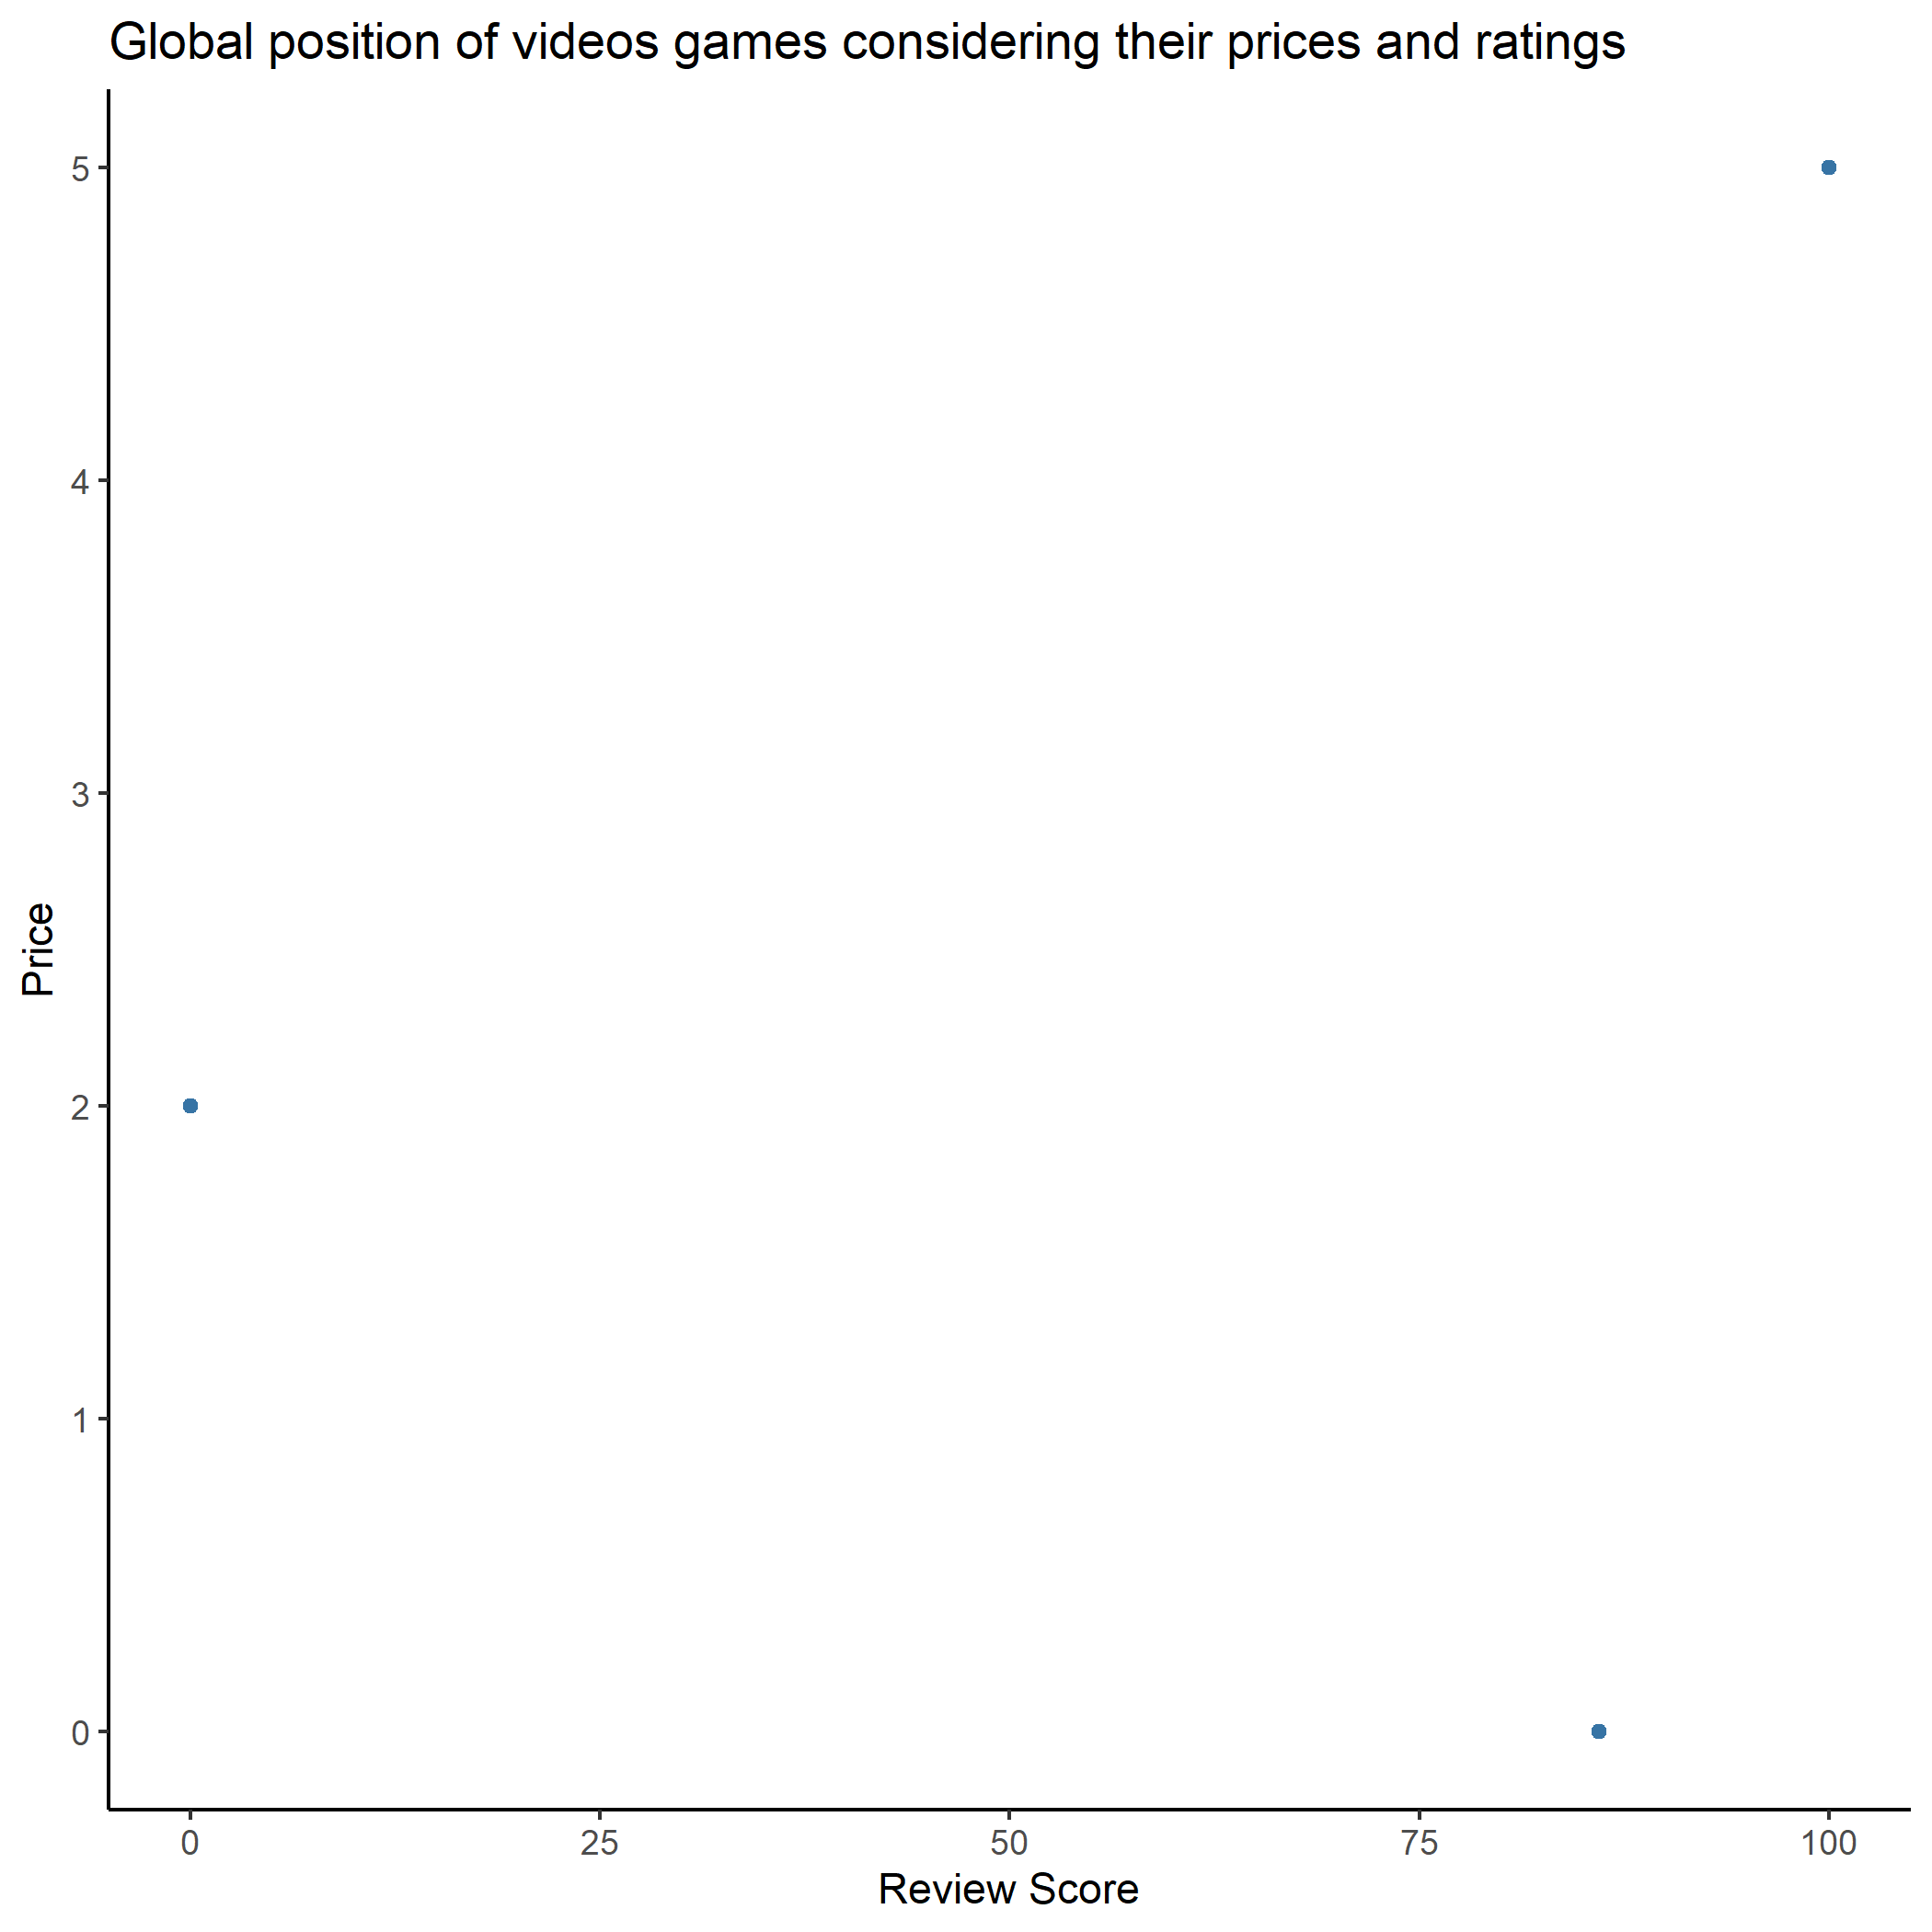 Global position of videos games considering their prices and ratings
5
4
3
2
1
0
Price
0 25 50 75 100
Review Score